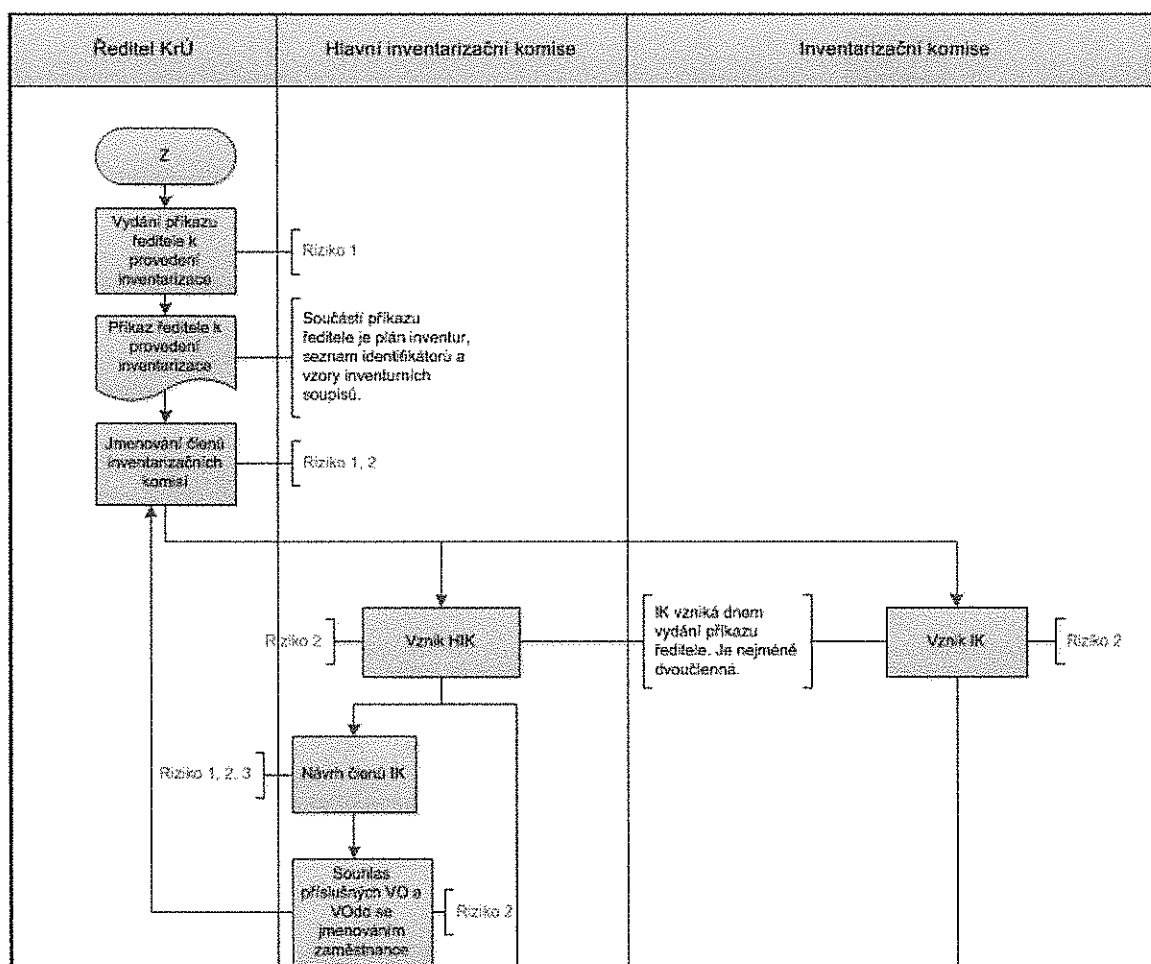 Ředitel KrÚ
Hlavní inventarizační komise
Inventarizační komise
Z
Vydání příkazu
ředitele k
provedení
inventarizace
Riziko 1
Příkaz ředitele k
provedení
inventarizace
Součástí příkazu
ředitele je plán inventur,
seznam identifikátorů a
vzory inventurních
soupisů.
Jmenování členů
inventarizačních
komisí
Riziko 1, 2
Riziko 2
Vznik HIK
IK vzniká dnem
vydání příkazu
ředitele. Je nejméně
dvoučlenná.
Vznik IK
Riziko 2
Riziko 1, 2, 3
Návrh členů IK
Souhlas
příslušných VO a
VOdd se
jmenováním
zaměstnance
Riziko 2